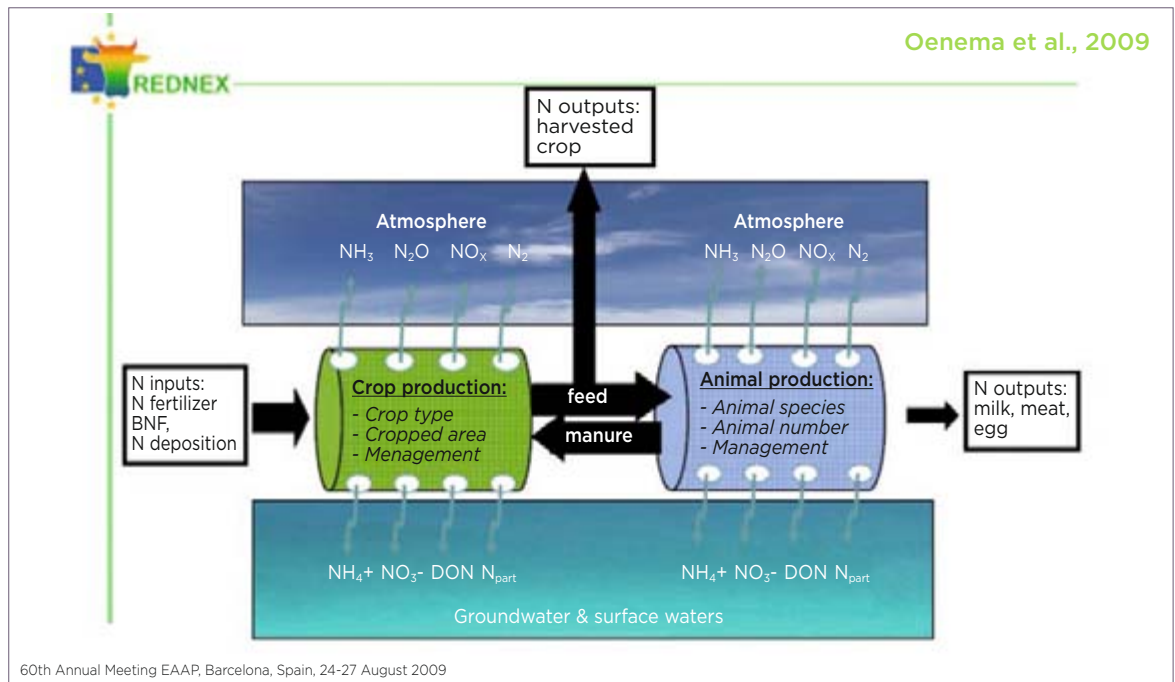 Oenema et al., 2009
REDNEX
N outputs:
harvested
crop
Atmosphere
NH₃ N₂O NOₓ N₂
Atmosphere
NH₃ N₂O NOₓ N₂
N inputs:
N fertilizer
BNF,
N deposition
Crop production:
- Crop type
- Cropped area
- Menagement
feed
manure
Animal production:
- Animal species
- Animal number
- Management
N outputs:
milk, meat,
egg
NH₄+ NO₃- DON Npart
NH₄+ NO₃- DON Npart
Groundwater & surface waters
60th Annual Meeting EAAP, Barcelona, Spain, 24-27 August 2009